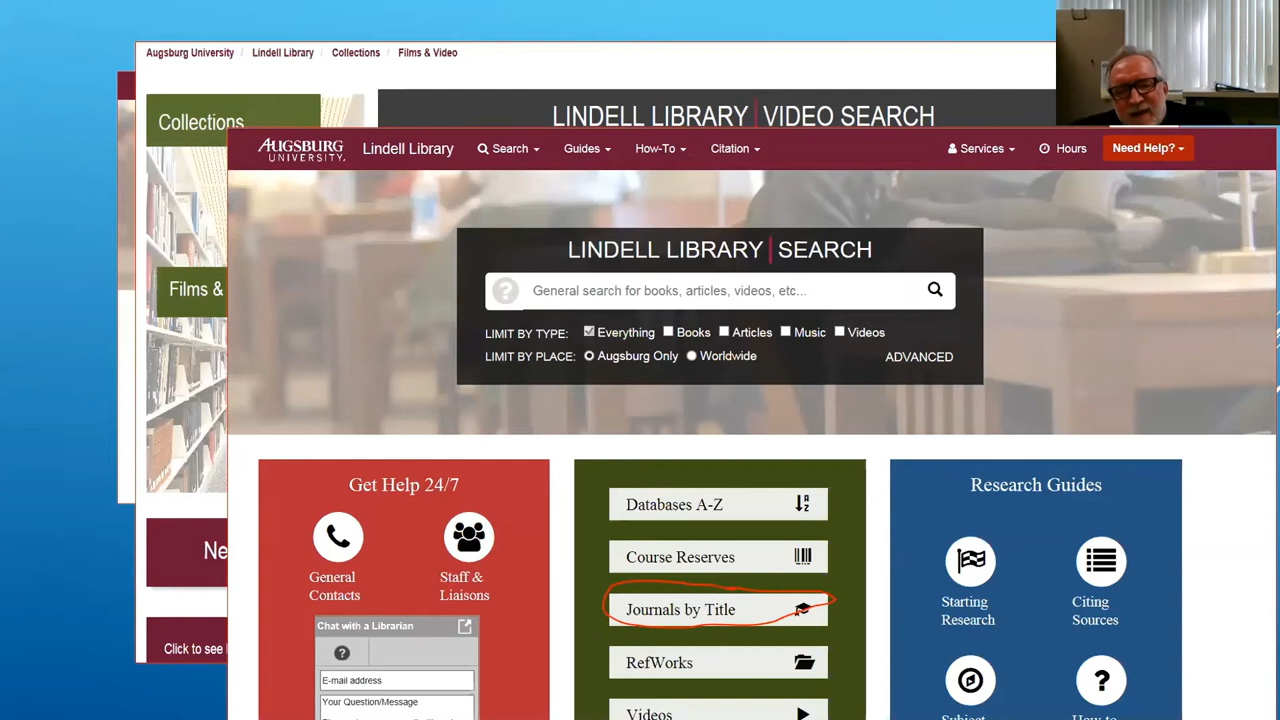 Augsburg University / Lindell Library / Collections / Films & Video
Collections
LINDELL LIBRARY | VIDEO SEARCH
AUGSBURG UNIVERSITY. Lindell Library Search Guides How-To Citation Services Hours Need Help?
LINDELL LIBRARY | SEARCH
? General search for books, articles, videos, etc...
LIMIT BY TYPE: Everything Books Articles Music Videos
LIMIT BY PLACE: Augsburg Only Worldwide ADVANCED
Films &
Ne
Click to see
Get Help 24/7
General Contacts
Staff & Liaisons
Chat with a Librarian
?
E-mail address
Your Question/Message
Databases A-Z
Course Reserves
Journals by Title
RefWorks
Videos
Research Guides
Starting Research
Citing Sources
?
Subject
How-to